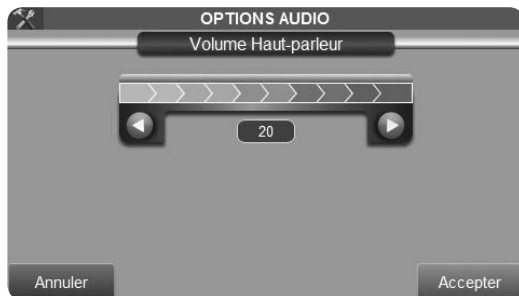 OPTIONS AUDIO
Volume Haut-parleur
20
Annuler
Accepter